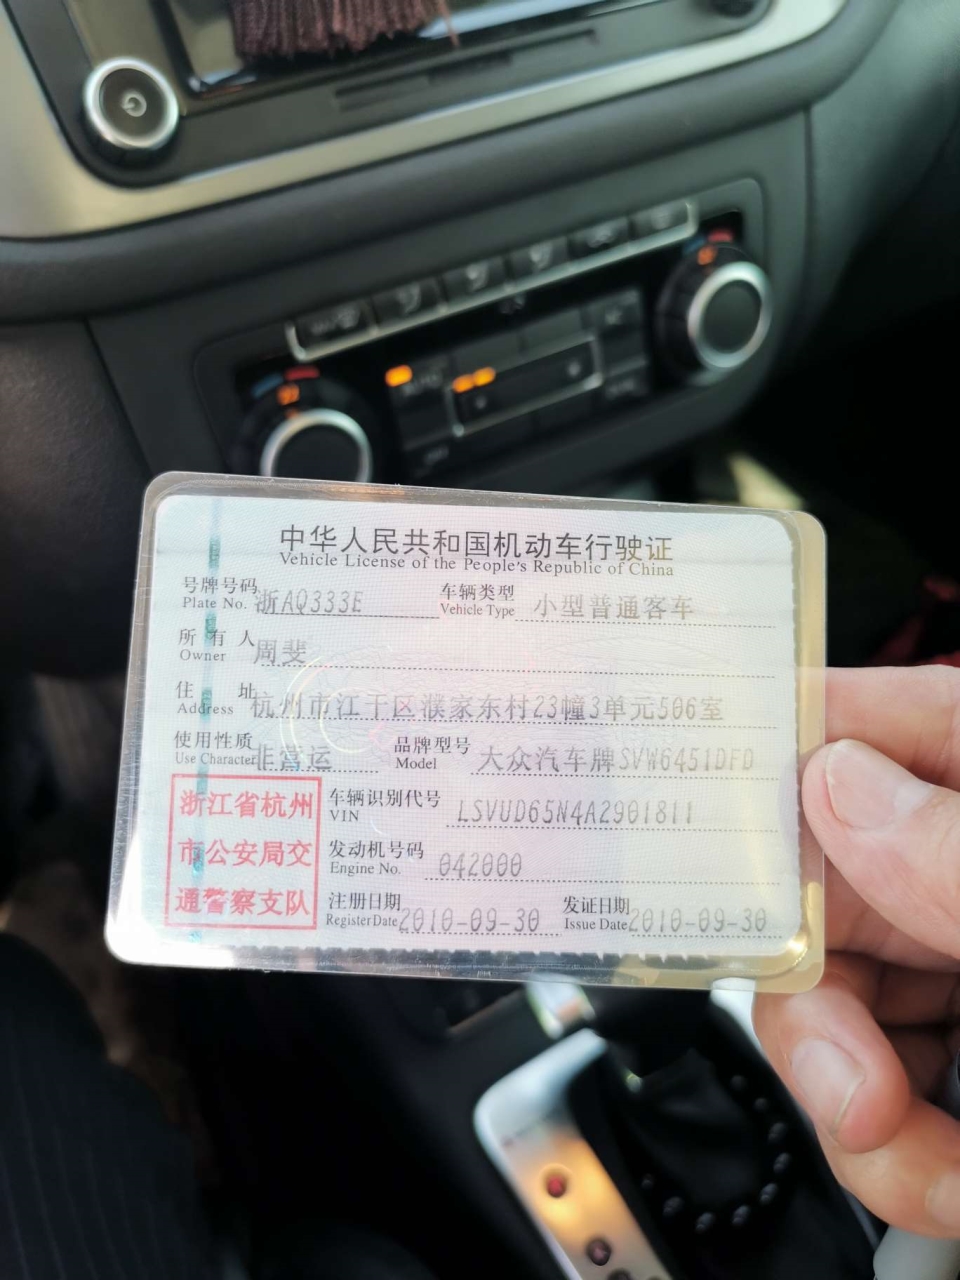 中华人民共和国机动车行驶证
Vehicle License of the People's Republic of China
号牌号码 浙AQ333E 车辆类型 小型普通客车
Plate No. Vehicle Type
所有人 周斐
Owner
住址 杭州市江干区濮家东村23幢3单元506室
Address
使用性质 非营运 品牌型号 大众汽车牌SVW6451DFD
Use Character Model
浙江省杭州
市公安局交
通警察支队
车辆识别代号 LSVUD65N4A2901811
VIN
发动机号码 042000
Engine No.
注册日期 2010-09-30 发证日期 2010-09-30
Register Date Issue Date